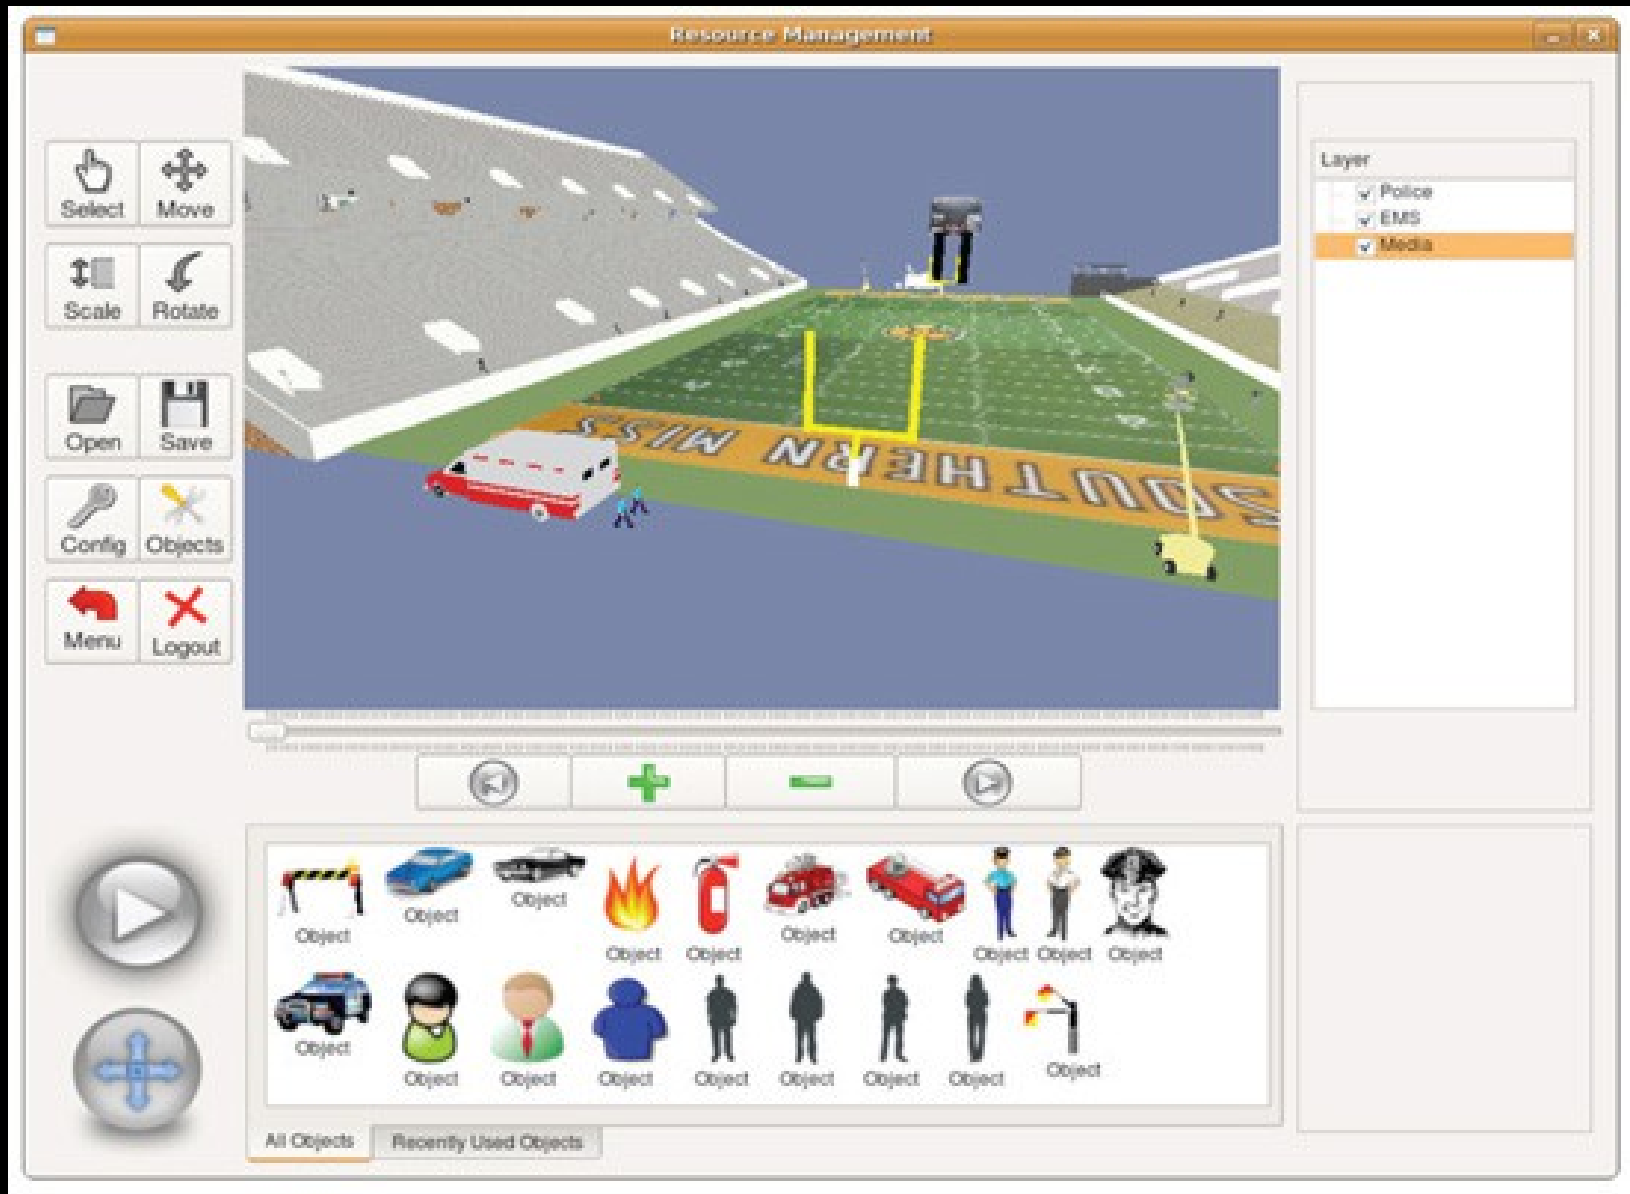 Resource Management
Select Move
Scale Rotate
Open Save
Config Objects
Menu Logout
SOUTHERN MISS
Layer
Police
EMS
Media
Object Object Object Object Object Object Object Object Object Object
Object Object Object Object Object Object Object Object Object
All Objects Recently Used Objects